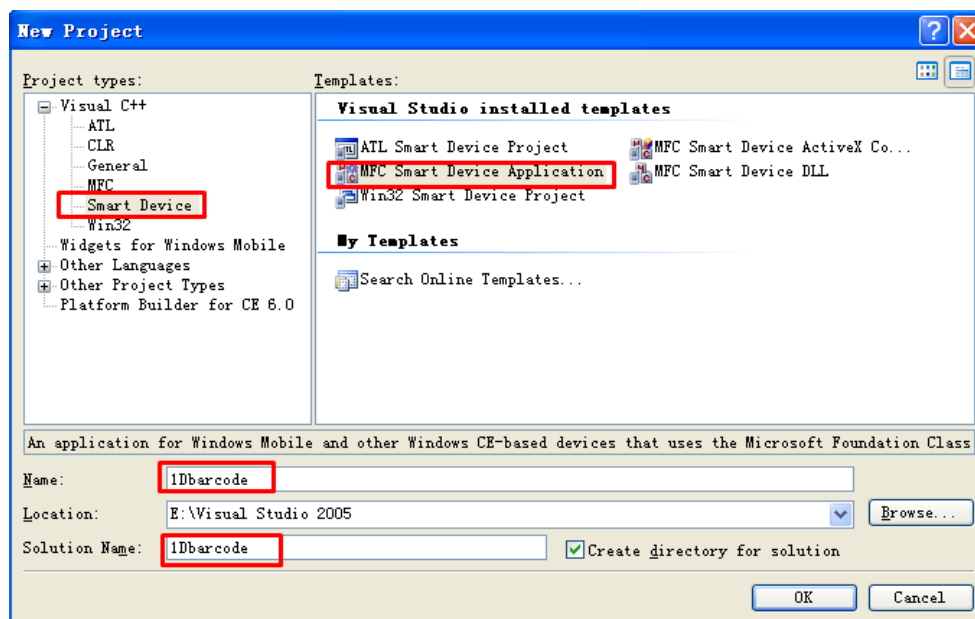 New Project
Project types:
Templates:
Visual C++
ATL
CLR
General
MFC
Smart Device
Win32
Widgets for Windows Mobile
Other Languages
Other Project Types
Platform Builder for CE 6.0
Visual Studio installed templates
ATL Smart Device Project
MFC Smart Device ActiveX Co...
MFC Smart Device Application
MFC Smart Device DLL
Win32 Smart Device Project
My Templates
Search Online Templates...
An application for Windows Mobile and other Windows CE-based devices that uses the Microsoft Foundation Class
Name:
1Dbarcode
Location:
E:\Visual Studio 2005
Browse...
Solution Name:
1Dbarcode
Create directory for solution
OK
Cancel